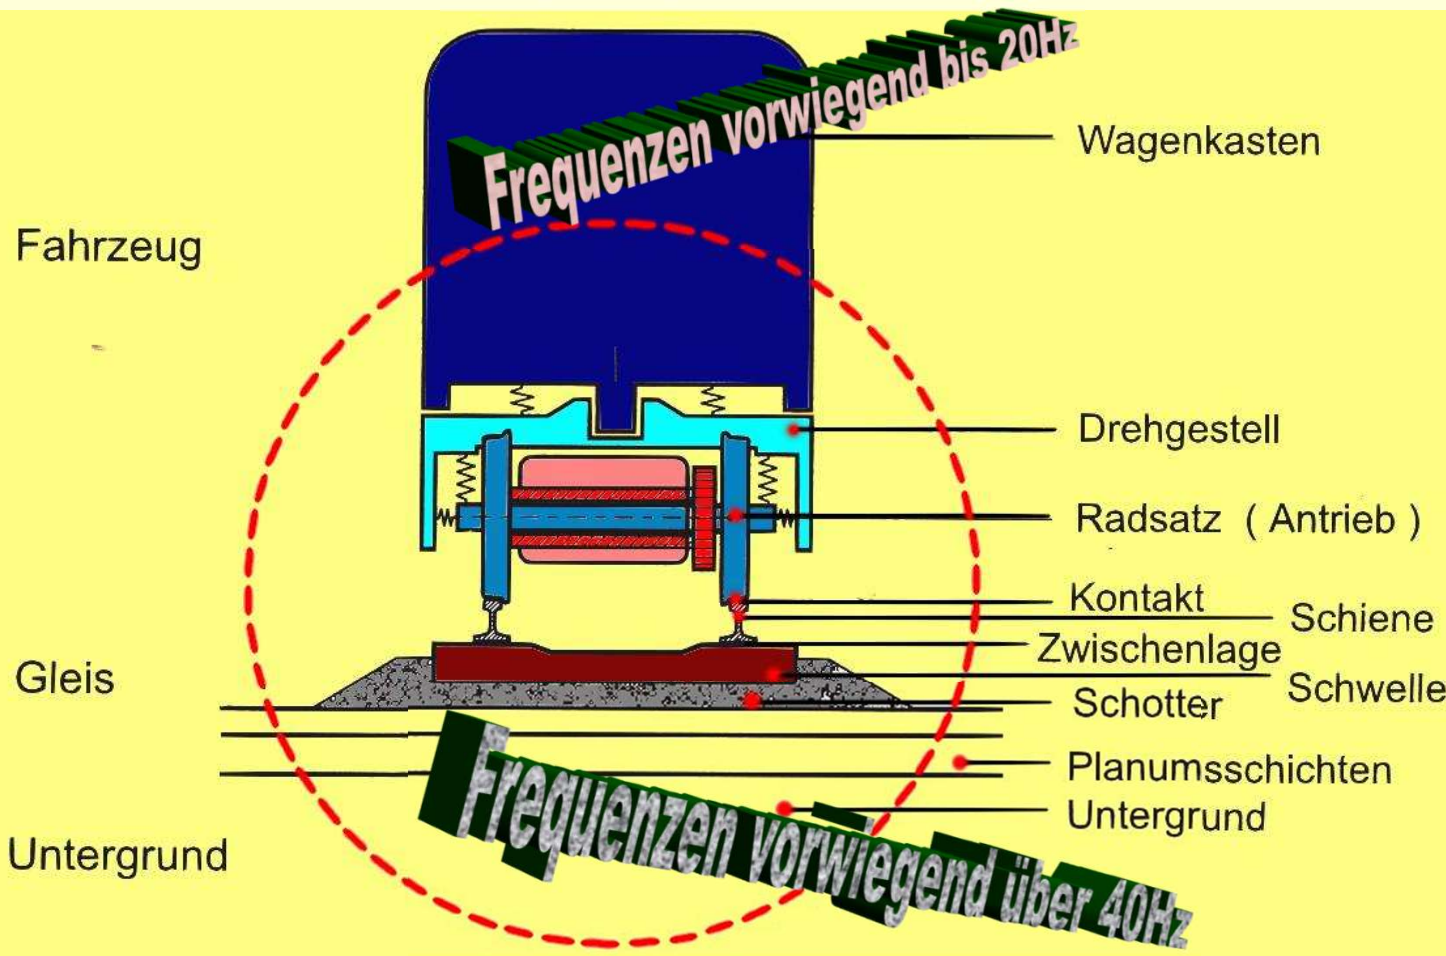 Frequenzen vorwiegend bis 20Hz
Wagenkasten
Fahrzeug
Drehgestell
Radsatz ( Antrieb )
Kontakt
Schiene
Zwischenlage
Gleis
Schwelle
Schotter
Planumsschichten
Untergrund
Untergrund
Frequenzen vorwiegend über 40Hz